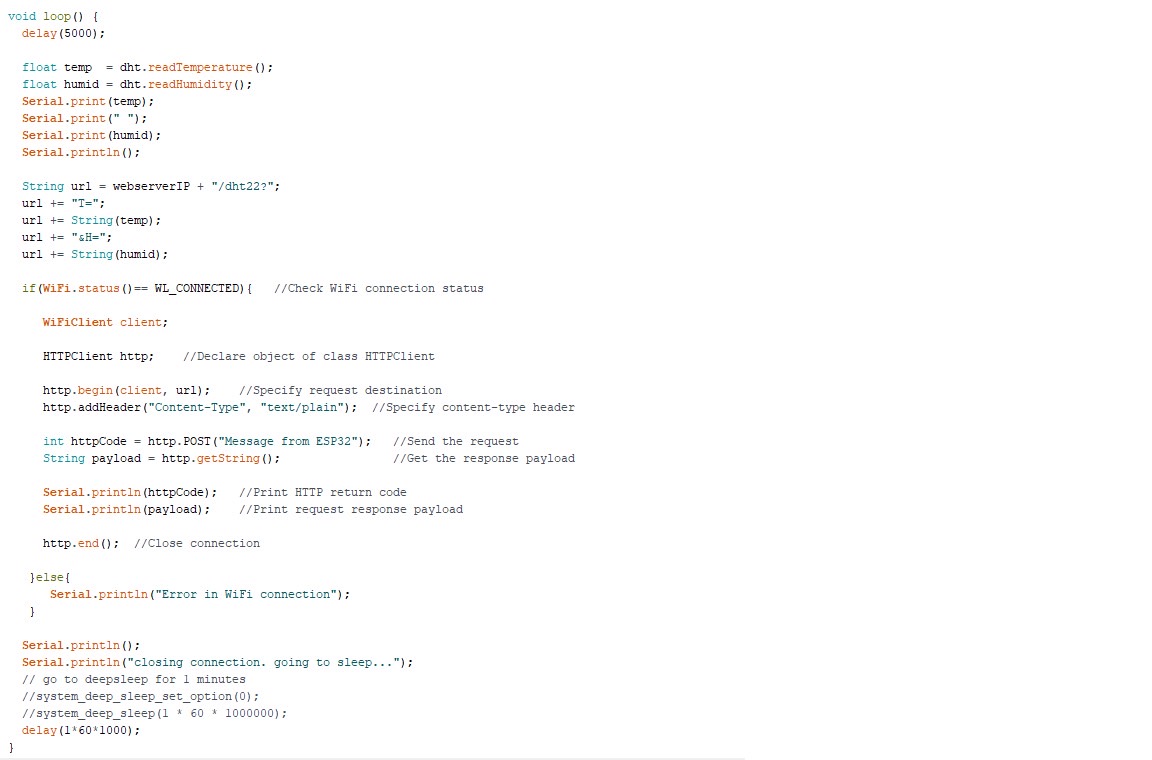 void loop() {
  delay(5000);

  float temp  = dht.readTemperature();
  float humid = dht.readHumidity();
  Serial.print(temp);
  Serial.print(" ");
  Serial.print(humid);
  Serial.println();

  String url = webserverIP + "/dht22?";
  url += "T=";
  url += String(temp);
  url += "&H=";
  url += String(humid);

  if(WiFi.status()== WL_CONNECTED){   //Check WiFi connection status

     WiFiClient client;

     HTTPClient http;    //Declare object of class HTTPClient

     http.begin(client, url);    //Specify request destination
     http.addHeader("Content-Type", "text/plain");  //Specify content-type header

     int httpCode = http.POST("Message from ESP32");   //Send the request
     String payload = http.getString();                //Get the response payload

     Serial.println(httpCode);   //Print HTTP return code
     Serial.println(payload);    //Print request response payload

     http.end();  //Close connection

   }else{
      Serial.println("Error in WiFi connection");
   }

  Serial.println();
  Serial.println("closing connection. going to sleep...");
  // go to deepsleep for 1 minutes
  //system_deep_sleep_set_option(0);
  //system_deep_sleep(1 * 60 * 1000000);
  delay(1*60*1000);
}